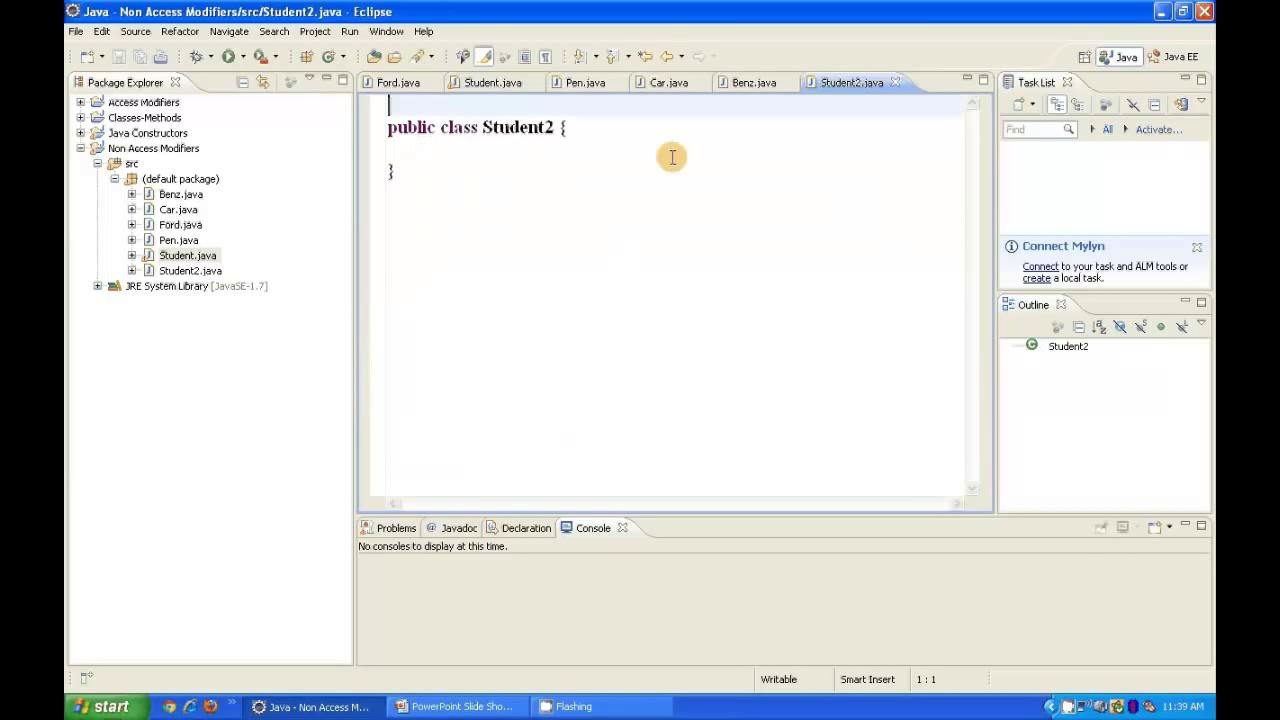 Java - Non Access Modifiers/src/Student2.java - Eclipse
File Edit Source Refactor Navigate Search Project Run Window Help
Java Java EE
Package Explorer
Ford.java Student.java Pen.java Car.java Benz.java Student2.java
Task List
Access Modifiers
Classes-Methods
Java Constructors
Non Access Modifiers
src
(default package)
Benz.java
Car.java
Ford.java
Pen.java
Student.java
Student2.java
JRE System Library [JavaSE-1.7]
public class Student2 {
}
Find All Activate...
Connect Mylyn
Connect to your task and ALM tools or
create a local task.
Outline
Student2
Problems @ Javadoc Declaration Console
No consoles to display at this time.
Writable Smart Insert 1 : 1
start Java - Non Access M... PowerPoint Slide Sho... Flashing 11:39 AM